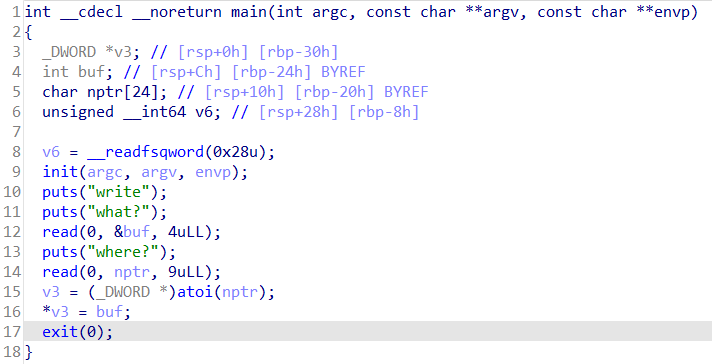 1 int __cdecl __noreturn main(int argc, const char **argv, const char **envp)
2 {
3   _DWORD *v3; // [rsp+0h] [rbp-30h]
4   int buf; // [rsp+Ch] [rbp-24h] BYREF
5   char nptr[24]; // [rsp+10h] [rbp-20h] BYREF
6   unsigned __int64 v6; // [rsp+28h] [rbp-8h]
7
8   v6 = __readfsqword(0x28u);
9   init(argc, argv, envp);
10   puts("write");
11   puts("what?");
12   read(0, &buf, 4uLL);
13   puts("where?");
14   read(0, nptr, 9uLL);
15   v3 = (_DWORD *)atoi(nptr);
16   *v3 = buf;
17   exit(0);
18 }